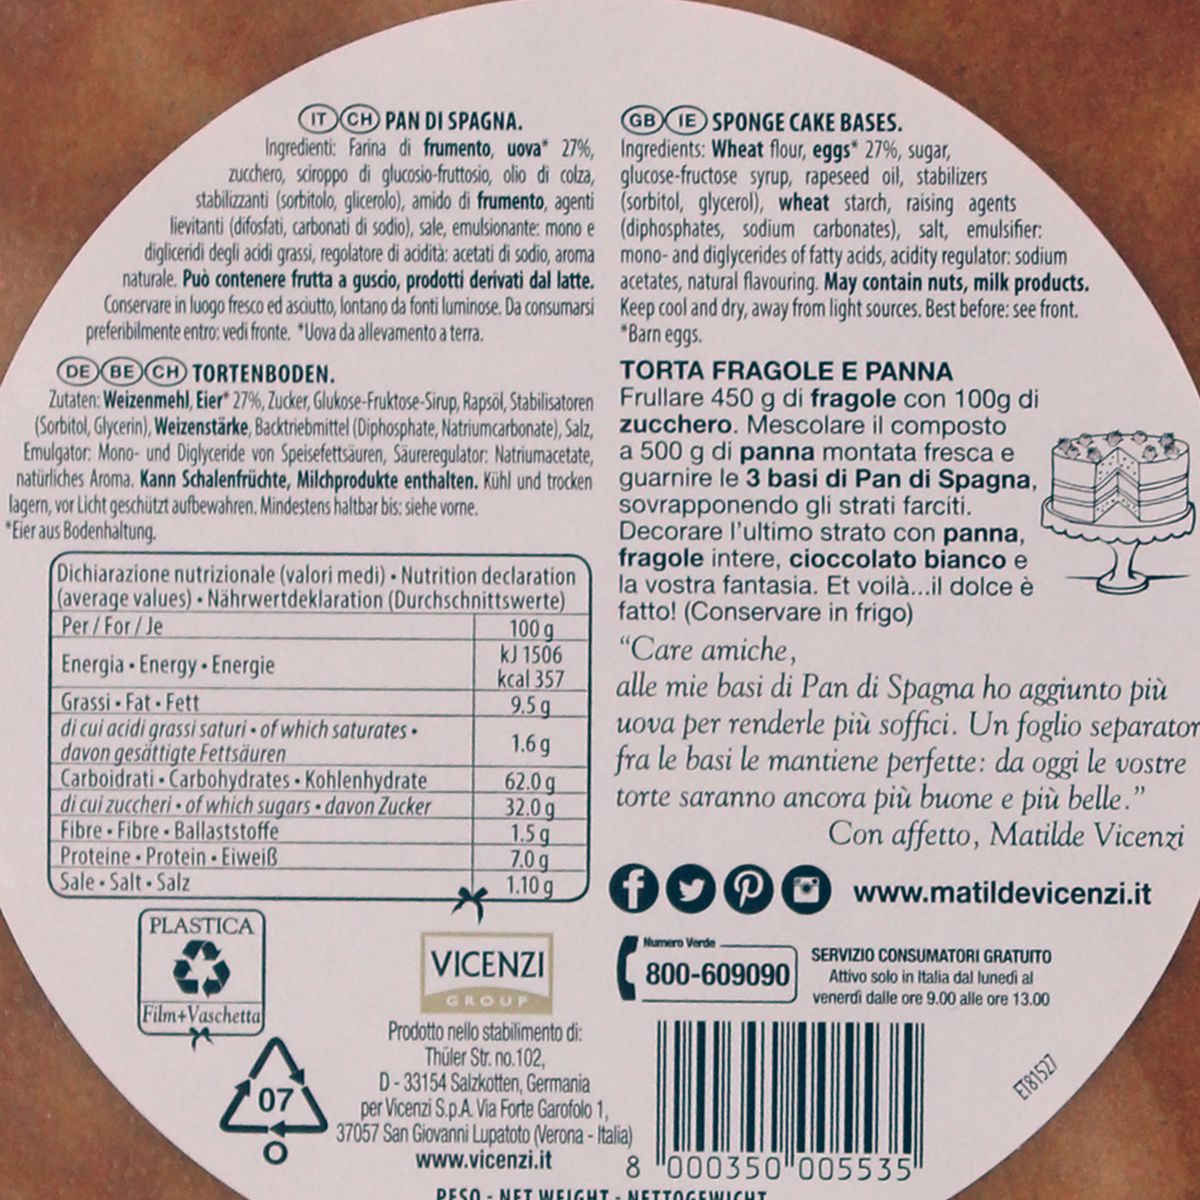 IT CH PAN DI SPAGNA.
Ingredienti: Farina di frumento, uova* 27%,
zucchero, sciroppo di glucosio-fruttosio, olio di colza,
stabilizzanti (sorbitolo, glicerolo), amido di frumento, agenti
lievitanti (difosfati, carbonati di sodio), sale, emulsionante: mono e
digliceridi degli acidi grassi, regolatore di acidità: acetati di sodio, aroma
naturale. Può contenere frutta a guscio, prodotti derivati dal latte.
Conservare in luogo fresco ed asciutto, lontano da fonti luminose. Da consumarsi
preferibilmente entro: vedi fronte. *Uova da allevamento a terra.
DE BE CH TORTENBODEN.
Zutaten: Weizenmehl, Eier* 27%, Zucker, Glukose-Fruktose-Sirup, Rapsöl, Stabilisatoren
(Sorbitol, Glycerin), Weizenstärke, Backtriebmittel (Diphosphate, Natriumcarbonate), Salz,
Emulgator: Mono- und Diglyceride von Speisefettsäuren, Säureregulator: Natriumacetate,
natürliches Aroma. Kann Schalenfrüchte, Milchprodukte enthalten. Kühl und trocken
lagern, vor Licht geschützt aufbewahren. Mindestens haltbar bis: siehe vorne.
*Eier aus Bodenhaltung.
Dichiarazione nutrizionale (valori medi) • Nutrition declaration
(average values) • Nährwertdeklaration (Durchschnittswerte)
Per / For / Je 100 g
Energia • Energy • Energie kJ 1506
kcal 357
Grassi • Fat • Fett 9.5 g
di cui acidi grassi saturi • of which saturates •
davon gesättigte Fettsäuren 1.6 g
Carboidrati • Carbohydrates • Kohlenhydrate 62.0 g
di cui zuccheri • of which sugars • davon Zucker 32.0 g
Fibre • Fibre • Ballaststoffe 1.5 g
Proteine • Protein • Eiweiß 7.0 g
Sale • Salt • Salz 1.10 g
PLASTICA
Film+Vaschetta
07
O
VICENZI
GROUP
Prodotto nello stabilimento di:
Thüler Str. no. 102,
D - 33154 Salzkotten, Germania
per Vicenzi S.p.A. Via Forte Garofolo 1,
37057 San Giovanni Lupatoto (Verona - Italia)
www.vicenzi.it
GB IE SPONGE CAKE BASES.
Ingredients: Wheat flour, eggs* 27%, sugar,
glucose-fructose syrup, rapeseed oil, stabilizers
(sorbitol, glycerol), wheat starch, raising agents
(diphosphates, sodium carbonates), salt, emulsifier:
mono- and diglycerides of fatty acids, acidity regulator: sodium
acetates, natural flavouring. May contain nuts, milk products.
Keep cool and dry, away from light sources. Best before: see front.
*Barn eggs.
TORTA FRAGOLE E PANNA
Frullare 450 g di fragole con 100g di
zucchero. Mescolare il composto
a 500 g di panna montata fresca e
guarnire le 3 basi di Pan di Spagna,
sovrapponendo gli strati farciti.
Decorare l'ultimo strato con panna,
fragole intere, cioccolato bianco e
la vostra fantasia. Et voilà...il dolce è
fatto! (Conservare in frigo)
“Care amiche,
alle mie basi di Pan di Spagna ho aggiunto più
uova per renderle più soffici. Un foglio separator
fra le basi le mantiene perfette: da oggi le vostre
torte saranno ancora più buone e più belle.”
Con affetto, Matilde Vicenzi
www.matildevicenzi.it
Numero Verde
800-609090
SERVIZIO CONSUMATORI GRATUITO
Attivo solo in Italia dal lunedì al
venerdì dalle ore 9.00 alle ore 13.00
ET81527
8 000350 005535
PESO - NET WEIGHT - NETTOGEWICHT